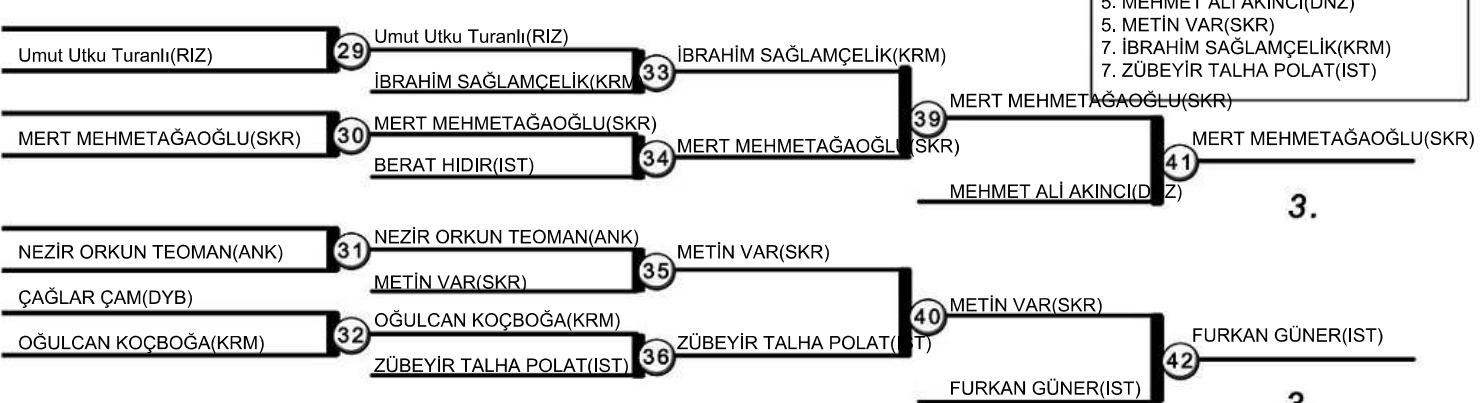 5. MEHMET ALİ AKINCI(DNZ)
5. METİN VAR(SKR)
7. İBRAHİM SAĞLAMÇELİK(KRM)
7. ZÜBEYİR TALHA POLAT(IST)
Umut Utku Turanlı(RIZ)
29
Umut Utku Turanlı(RIZ)
İBRAHİM SAĞLAMÇELİK(KRM
33
İBRAHİM SAĞLAMÇELİK(KRM)
MERT MEHMETAĞAOĞLU(SKR)
30
MERT MEHMETAĞAOĞLU(SKR)
BERAT HIDIR(IST)
34
MERT MEHMETAĞAOĞLU(SKR)
39
MERT MEHMETAĞAOĞLU(SKR)
MEHMET ALİ AKINCI(DNZ)
41
MERT MEHMETAĞAOĞLU(SKR)
3.
NEZİR ORKUN TEOMAN(ANK)
31
NEZİR ORKUN TEOMAN(ANK)
METİN VAR(SKR)
35
METİN VAR(SKR)
ÇAĞLAR ÇAM(DYB)
OĞULCAN KOÇBOĞA(KRM)
32
OĞULCAN KOÇBOĞA(KRM)
ZÜBEYİR TALHA POLAT(IST)
36
ZÜBEYİR TALHA POLAT(IST)
40
METİN VAR(SKR)
FURKAN GÜNER(IST)
42
FURKAN GÜNER(IST)
3